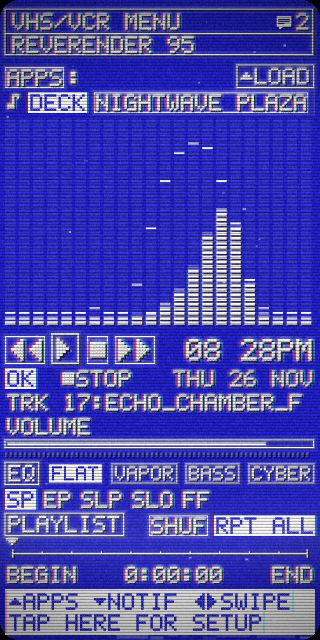 VHS/VCR MENU 2
REVERENDER 95
APPS: LOAD
DECK NIGHTWAVE PLAZA
08 28PM
OK STOP THU 26 NOV
TRK 17:ECHO_CHAMBER_F
VOLUME
EQ FLAT VAPOR BASS CYBER
SP EP SLP SLO FF
PLAYLIST SHUF RPT ALL
BEGIN 0:00:00 END
APPS NOTIF SWIPE
TAP HERE FOR SETUP